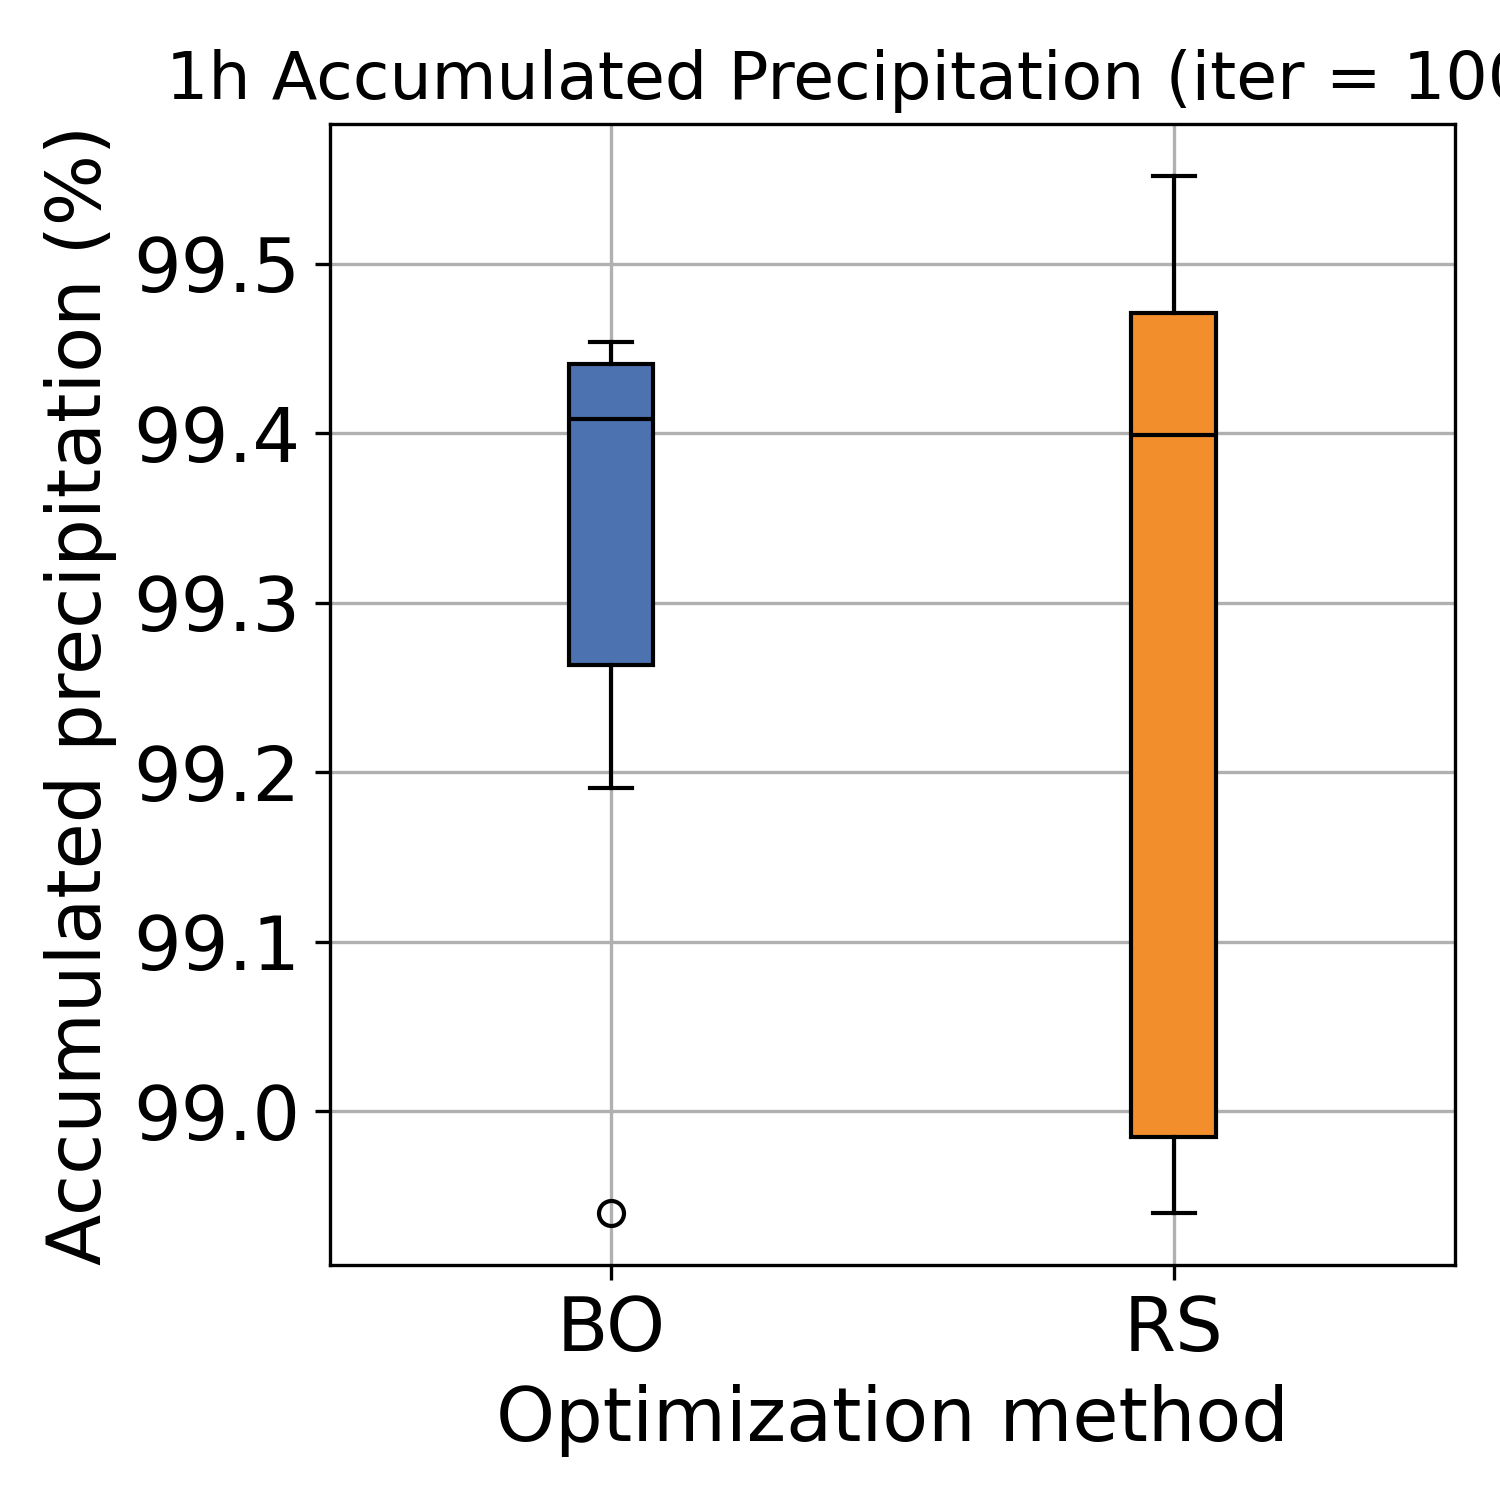 1h Accumulated Precipitation (iter = 100
Accumulated precipitation (%)
99.5
99.4
99.3
99.2
99.1
99.0
BO RS
Optimization method